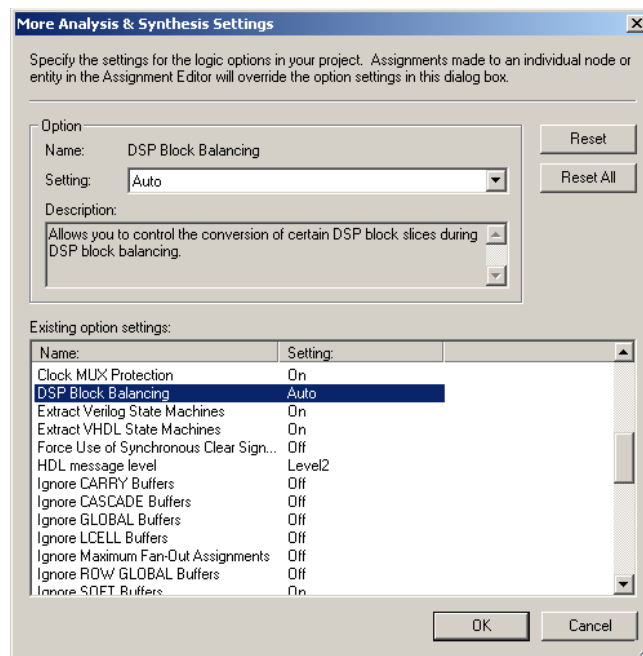 More Analysis & Synthesis Settings
Specify the settings for the logic options in your project. Assignments made to an individual node or
entity in the Assignment Editor will override the option settings in this dialog box.
Option
Name: DSP Block Balancing
Setting: Auto
Description:
Allows you to control the conversion of certain DSP block slices during
DSP block balancing.
Reset
Reset All
Existing option settings:
Name: Setting:
Clock MUX Protection On
DSP Block Balancing Auto
Extract Verilog State Machines On
Extract VHDL State Machines On
Force Use of Synchronous Clear Sign... Off
HDL message level Level2
Ignore CARRY Buffers Off
Ignore CASCADE Buffers Off
Ignore GLOBAL Buffers Off
Ignore LCELL Buffers Off
Ignore Maximum Fan-Out Assignments Off
Ignore ROW GLOBAL Buffers Off
Ignore SOFT Buffers On
OK Cancel